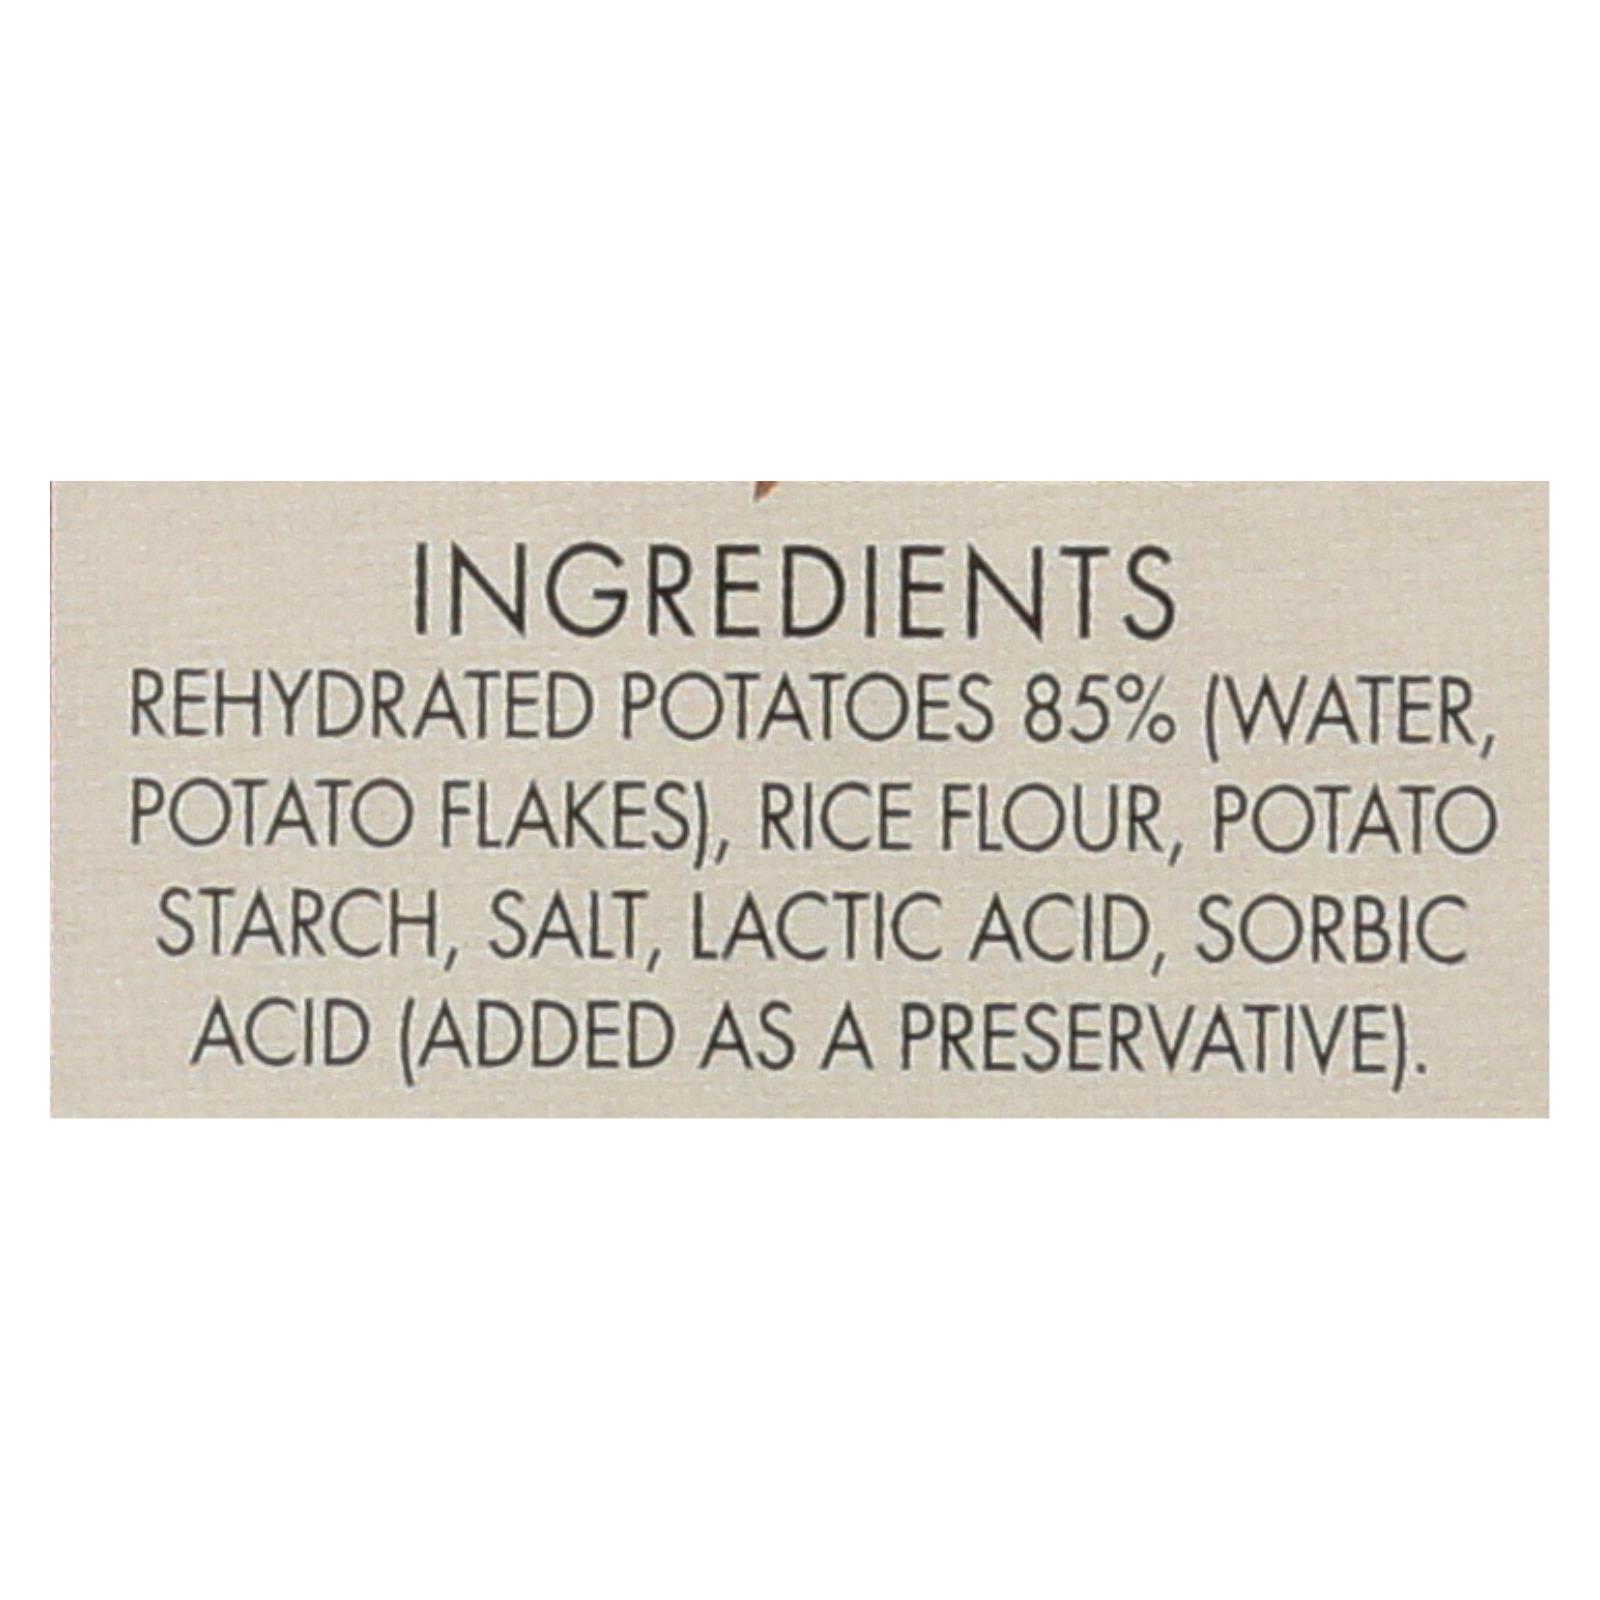 INGREDIENTS
REHYDRATED POTATOES 85% (WATER,
POTATO FLAKES), RICE FLOUR, POTATO
STARCH, SALT, LACTIC ACID, SORBIC
ACID (ADDED AS A PRESERVATIVE).